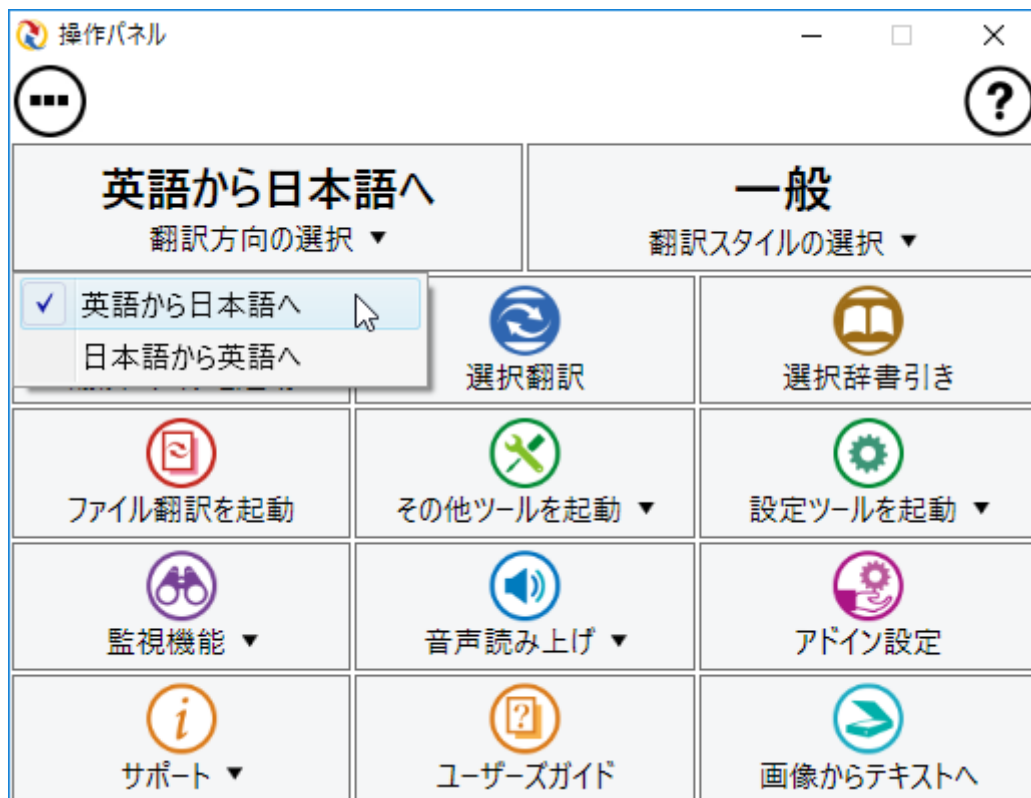 操作パネル
英語から日本語へ
翻訳方向の選択 ▼
一般
翻訳スタイルの選択 ▼
✓ 英語から日本語へ
日本語から英語へ
選択翻訳
選択辞書引き
ファイル翻訳を起動
その他ツールを起動 ▼
設定ツールを起動 ▼
監視機能 ▼
音声読み上げ ▼
アドイン設定
サポート ▼
ユーザーズガイド
画像からテキストへ